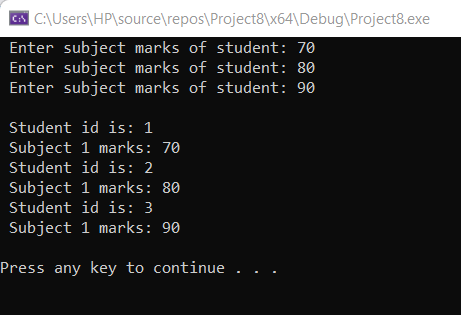 C:\Users\HP\source\repos\Project8\x64\Debug\Project8.exe
Enter subject marks of student: 70
Enter subject marks of student: 80
Enter subject marks of student: 90
Student id is: 1
Subject 1 marks: 70
Student id is: 2
Subject 1 marks: 80
Student id is: 3
Subject 1 marks: 90
Press any key to continue . . .